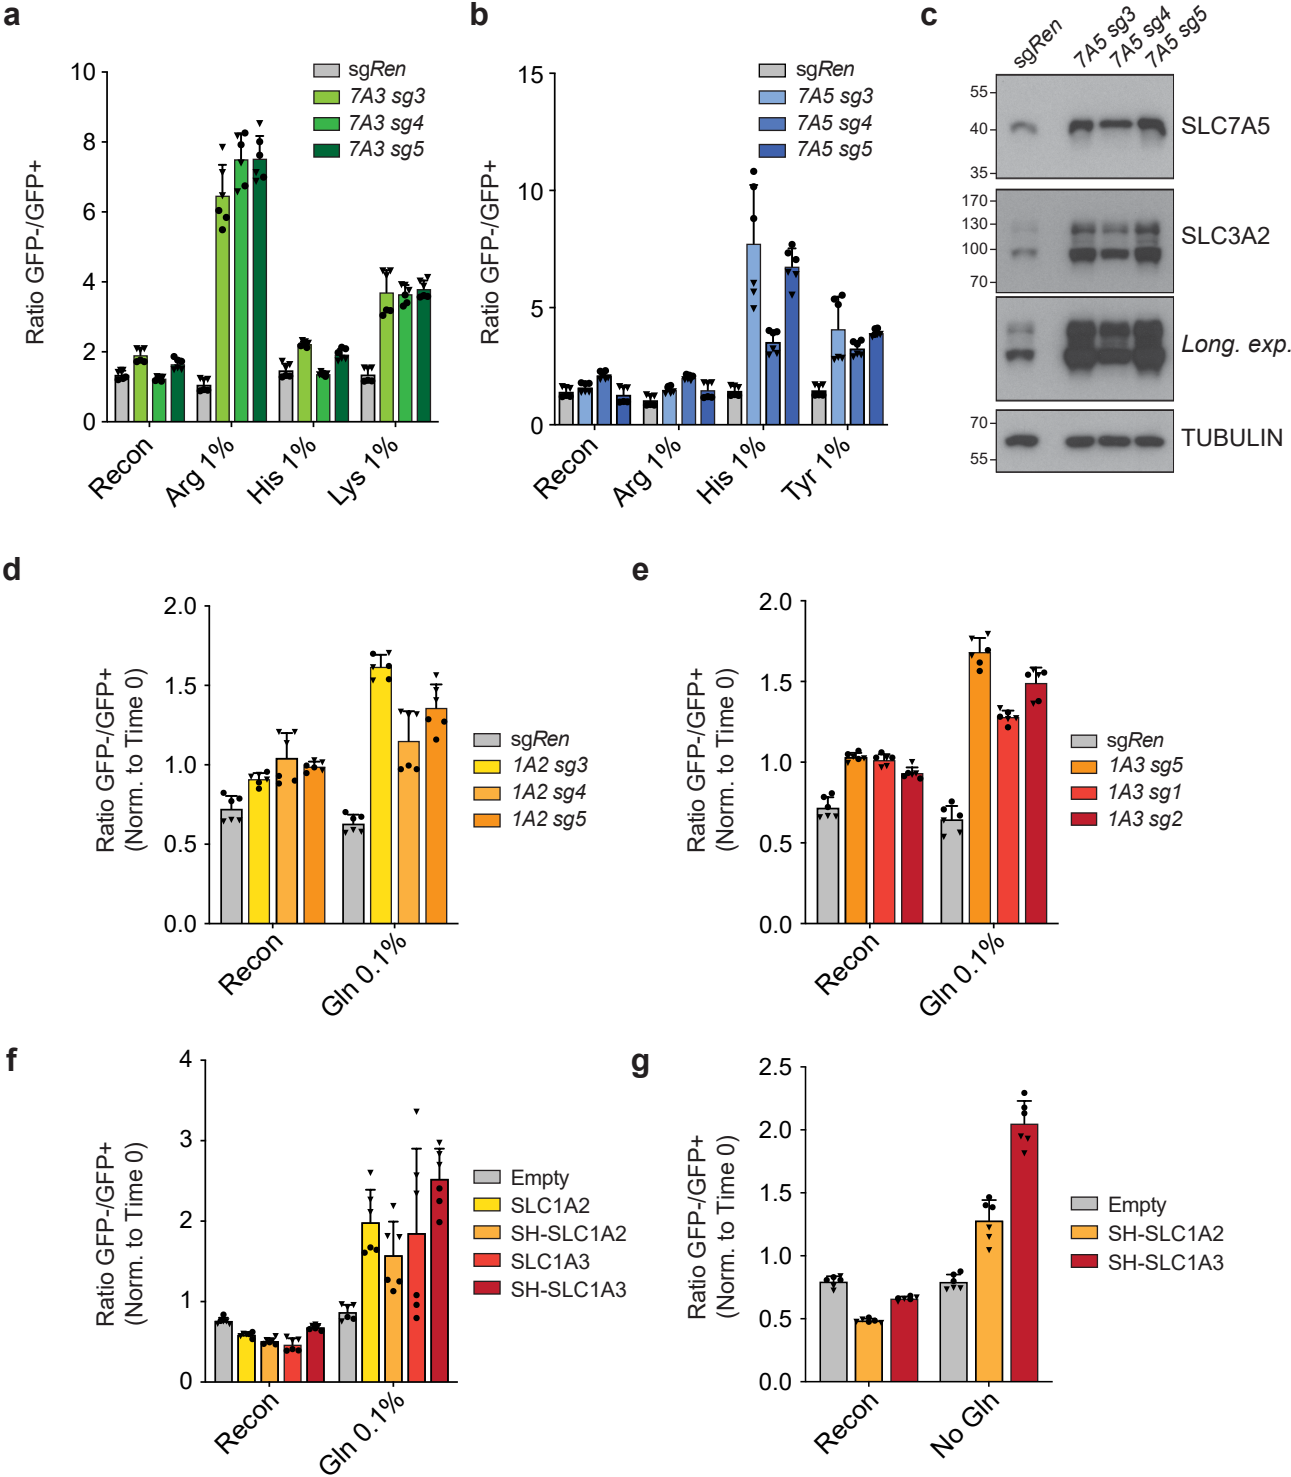 a
Ratio GFP-/GFP+
10
8
6
4
2
0
sgRen
7A3 sg3
7A3 sg4
7A3 sg5
Recon
Arg 1%
His 1%
Lys 1%
b
Ratio GFP-/GFP+
15
10
5
0
sgRen
7A5 sg3
7A5 sg4
7A5 sg5
Recon
Arg 1%
His 1%
Tyr 1%
c
sgRen
7A5 sg3
7A5 sg4
7A5 sg5
55
40
35
SLC7A5
170
130
100
70
SLC3A2
Long. exp.
70
55
TUBULIN
d
Ratio GFP-/GFP+
(Norm. to Time 0)
2.0
1.5
1.0
0.5
0.0
sgRen
1A2 sg3
1A2 sg4
1A2 sg5
Recon
Gln 0.1%
e
Ratio GFP-/GFP+
(Norm. to Time 0)
2.0
1.5
1.0
0.5
0.0
sgRen
1A3 sg5
1A3 sg1
1A3 sg2
Recon
Gln 0.1%
f
Ratio GFP-/GFP+
(Norm. to Time 0)
4
3
2
1
0
Empty
SLC1A2
SH-SLC1A2
SLC1A3
SH-SLC1A3
Recon
Gln 0.1%
g
Ratio GFP-/GFP+
(Norm. to Time 0)
2.5
2.0
1.5
1.0
0.5
0.0
Empty
SH-SLC1A2
SH-SLC1A3
Recon
No Gln